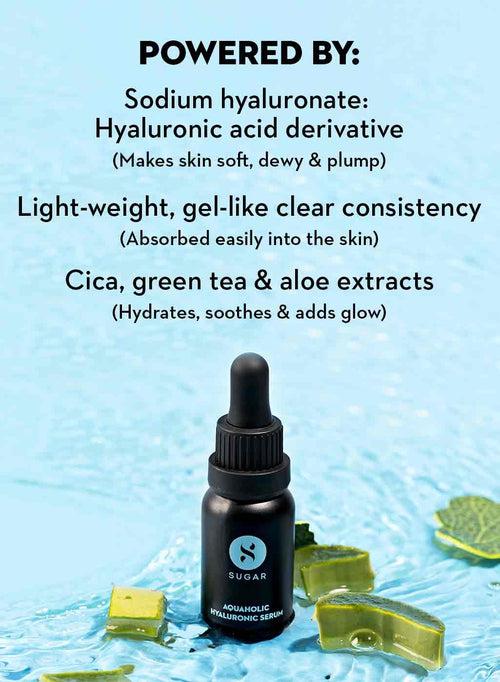 POWERED BY:
Sodium hyaluronate:
Hyaluronic acid derivative
(Makes skin soft, dewy & plump)
Light-weight, gel-like clear consistency
(Absorbed easily into the skin)
Cica, green tea & aloe extracts
(Hydrates, soothes & adds glow)
SUGAR
AQUAHOLIC
HYALURONIC SERUM